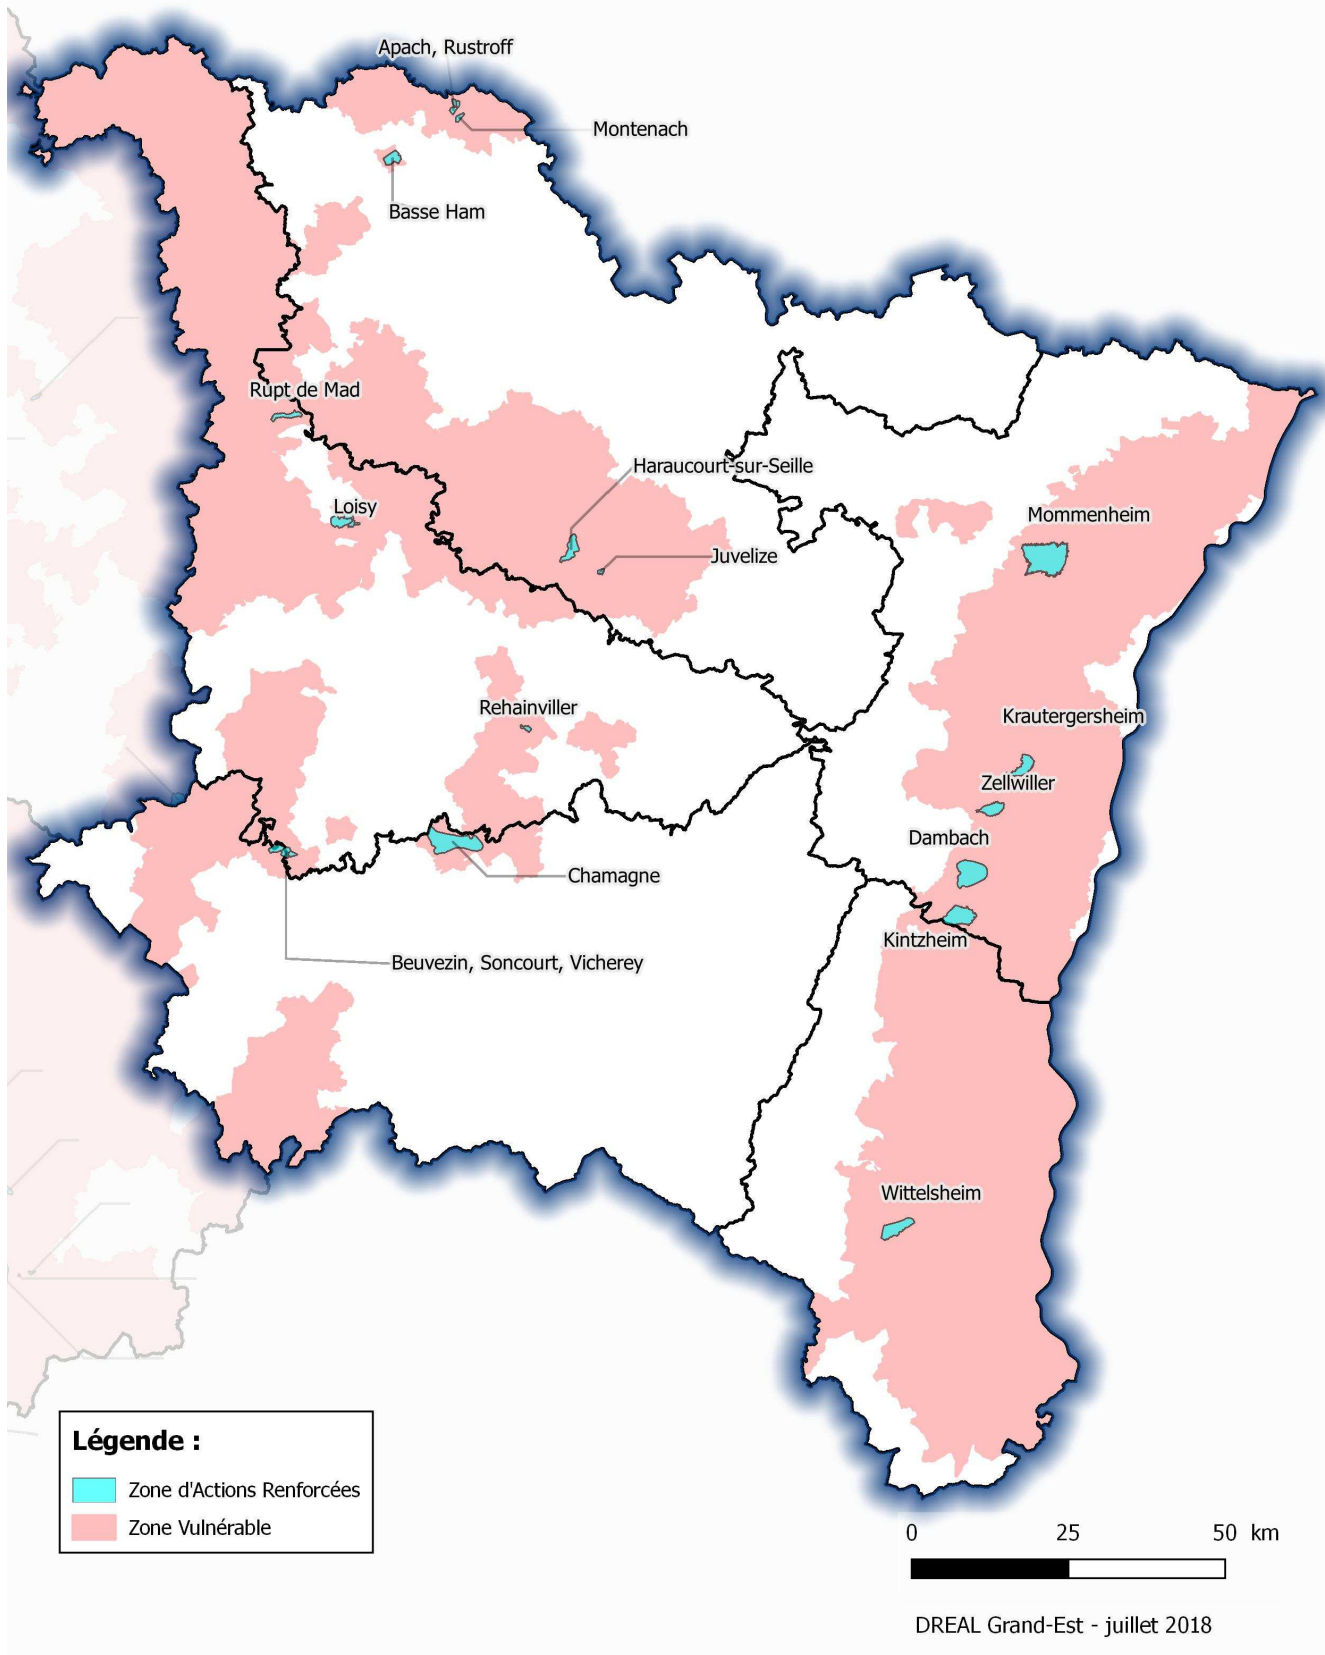 Apach, Rustroff
Montenach
Basse Ham
Rupt de Mad
Haraucourt-sur-Seille
Loisy
Mommenheim
Juvelize
Rehainviller
Krautergersheim
Zellwiller
Dambach
Chamagne
Kintzheim
Beuvezin, Soncourt, Vicherey
Wittelsheim
Légende :
Zone d'Actions Renforcées
Zone Vulnérable
0 25 50 km
DREAL Grand-Est - juillet 2018